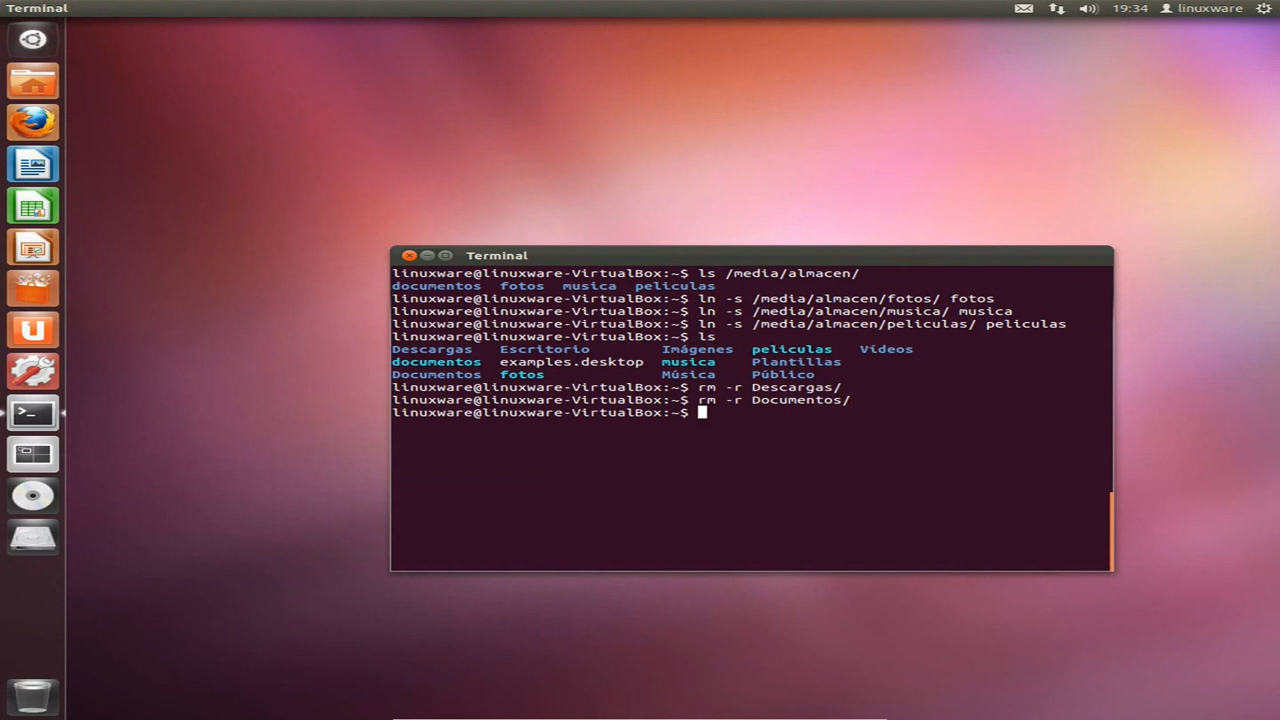 Terminal
19:34 linuxware
Terminal
linuxware@linuxware-VirtualBox:~$ ls /media/almacen/
documentos fotos musica peliculas
linuxware@linuxware-VirtualBox:~$ ln -s /media/almacen/fotos/ fotos
linuxware@linuxware-VirtualBox:~$ ln -s /media/almacen/musica/ musica
linuxware@linuxware-VirtualBox:~$ ln -s /media/almacen/peliculas/ peliculas
linuxware@linuxware-VirtualBox:~$ ls
Descargas Escritorio Imágenes peliculas Vídeos
documentos examples.desktop musica Plantillas
Documentos fotos Música Público
linuxware@linuxware-VirtualBox:~$ rm -r Descargas/
linuxware@linuxware-VirtualBox:~$ rm -r Documentos/
linuxware@linuxware-VirtualBox:~$